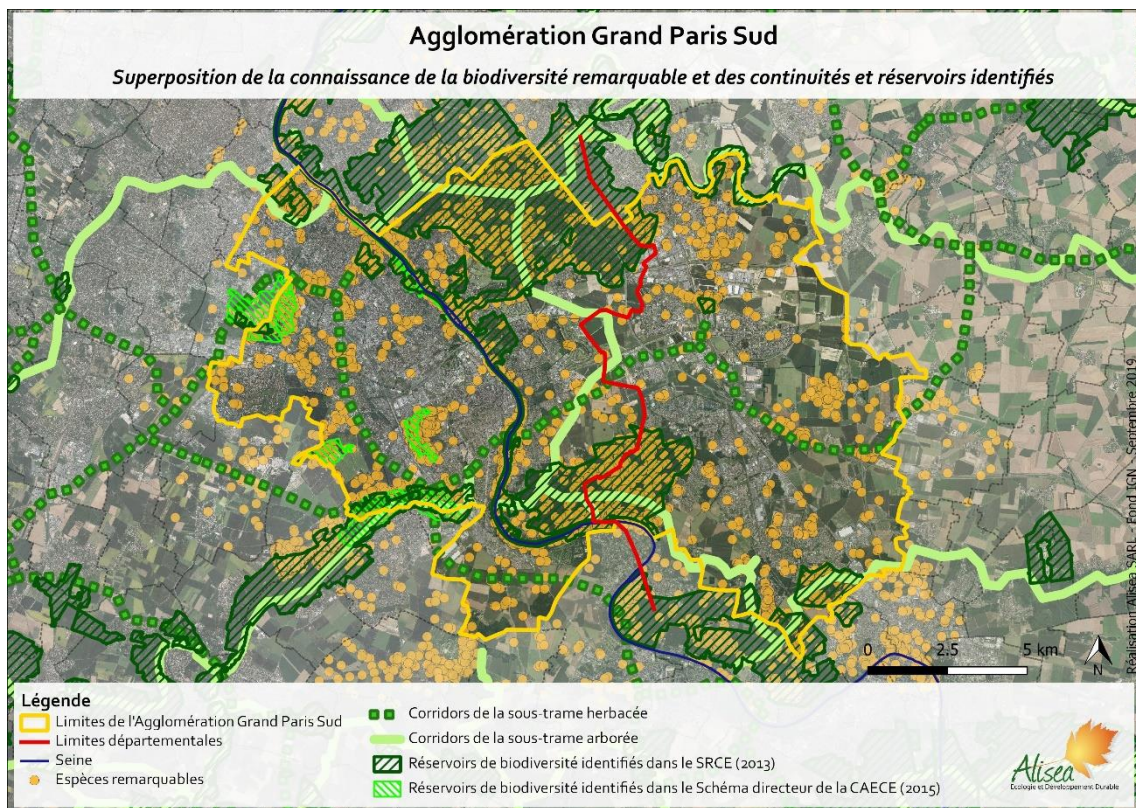 Agglomération Grand Paris Sud
Superposition de la connaissance de la biodiversité remarquable et des continuités et réservoirs identifiés
Réalisation Alisea SARL - Fond IGN - Septembre 2019
0 2.5 5 km
N
Légende
Limites de l'Agglomération Grand Paris Sud
Limites départementales
Seine
Espèces remarquables
Corridors de la sous-trame herbacée
Corridors de la sous-trame arborée
Réservoirs de biodiversité identifiés dans le SRCE (2013)
Réservoirs de biodiversité identifiés dans le Schéma directeur de la CAECE (2015)
Alisea
Écologie et Développement Durable